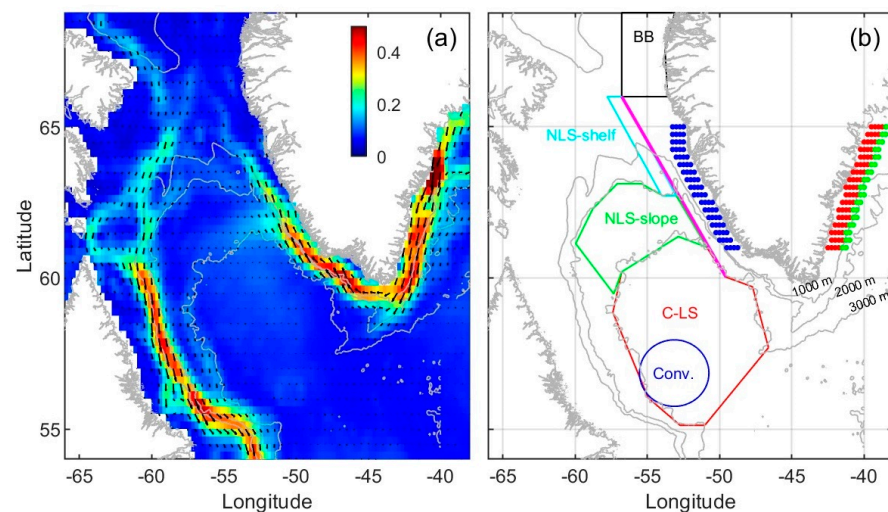 (a)
0.4
0.2
0
65
60
55
Latitude
-65
-60
-55
-50
-45
-40
Longitude
(b)
BB
NLS-shelf
NLS-slope
C-LS
Conv.
1000 m
2000 m
3000 m
-65
-60
-55
-50
-45
-40
Longitude